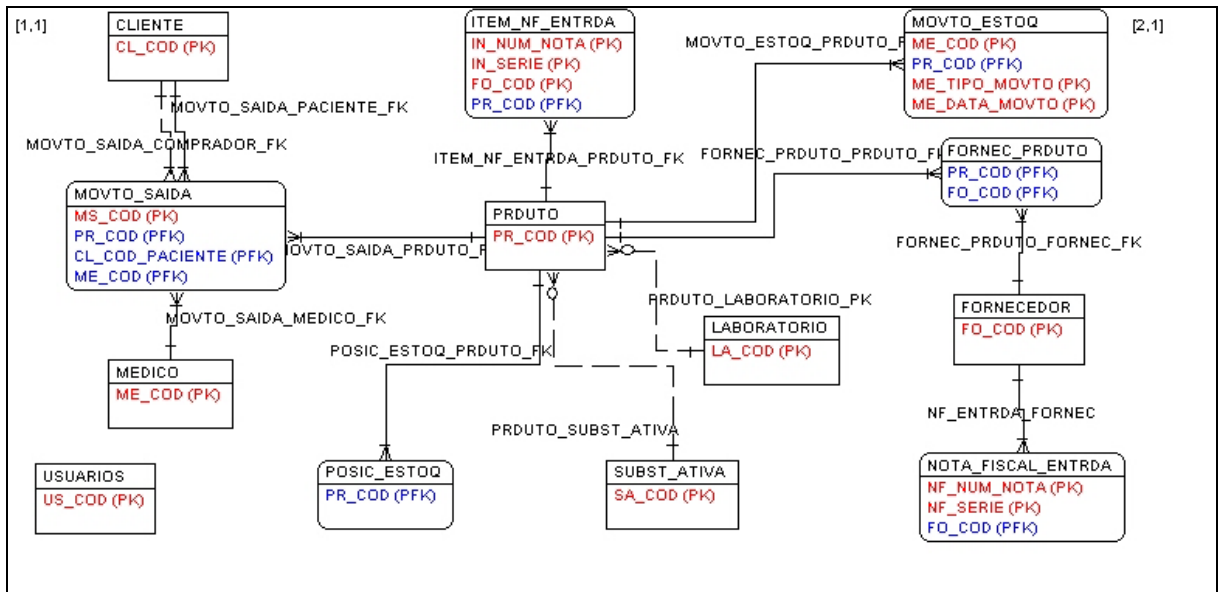 [1,1]
CLIENTE
CL_COD (PK)
ITEM_NF_ENTRDA
IN_NUM_NOTA (PK)
IN_SERIE (PK)
FO_COD (PK)
PR_COD (PFK)
MOVTO_ESTOQ
ME_COD (PK)
PR_COD (PFK)
ME_TIPO_MOVTO (PK)
ME_DATA_MOVTO (PK)
[2,1]
MOVTO_ESTOQ_PRDUTO_F
MOVTO_SAIDA_PACIENTE_FK
MOVTO_SAIDA_COMPRADOR_FK
ITEM_NF_ENTRDA_PRDUTO_FK
FORNEC_PRDUTO_PRDUTO_FK
FORNEC_PRDUTO
PR_COD (PFK)
FO_COD (PFK)
MOVTO_SAIDA
MS_COD (PK)
PR_COD (PFK)
CL_COD_PACIENTE (PFK)
ME_COD (PFK)
PRDUTO
PR_COD (PK)
MOVTO_SAIDA_PRDUTO_F
FORNEC_PRDUTO_FORNEC_FK
PRDUTO_LABORATORIO_PK
MOVTO_SAIDA_MEDICO_FK
LABORATORIO
LA_COD (PK)
FORNECEDOR
FO_COD (PK)
POSIC_ESTOQ_PRDUTO_FK
MEDICO
ME_COD (PK)
NF_ENTRDA_FORNEC
PRDUTO_SUBST_ATIVA
USUARIOS
US_COD (PK)
POSIC_ESTOQ
PR_COD (PFK)
SUBST_ATIVA
SA_COD (PK)
NOTA_FISCAL_ENTRDA
NF_NUM_NOTA (PK)
NF_SERIE (PK)
FO_COD (PFK)